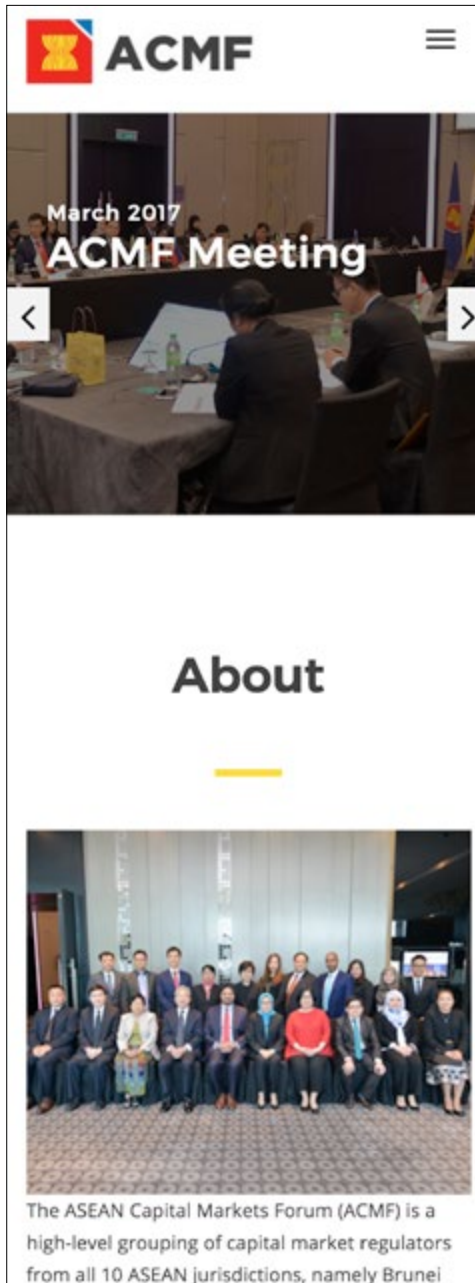 ACMF
March 2017
ACMF Meeting
About
The ASEAN Capital Markets Forum (ACMF) is a
high-level grouping of capital market regulators
from all 10 ASEAN jurisdictions, namely Brunei